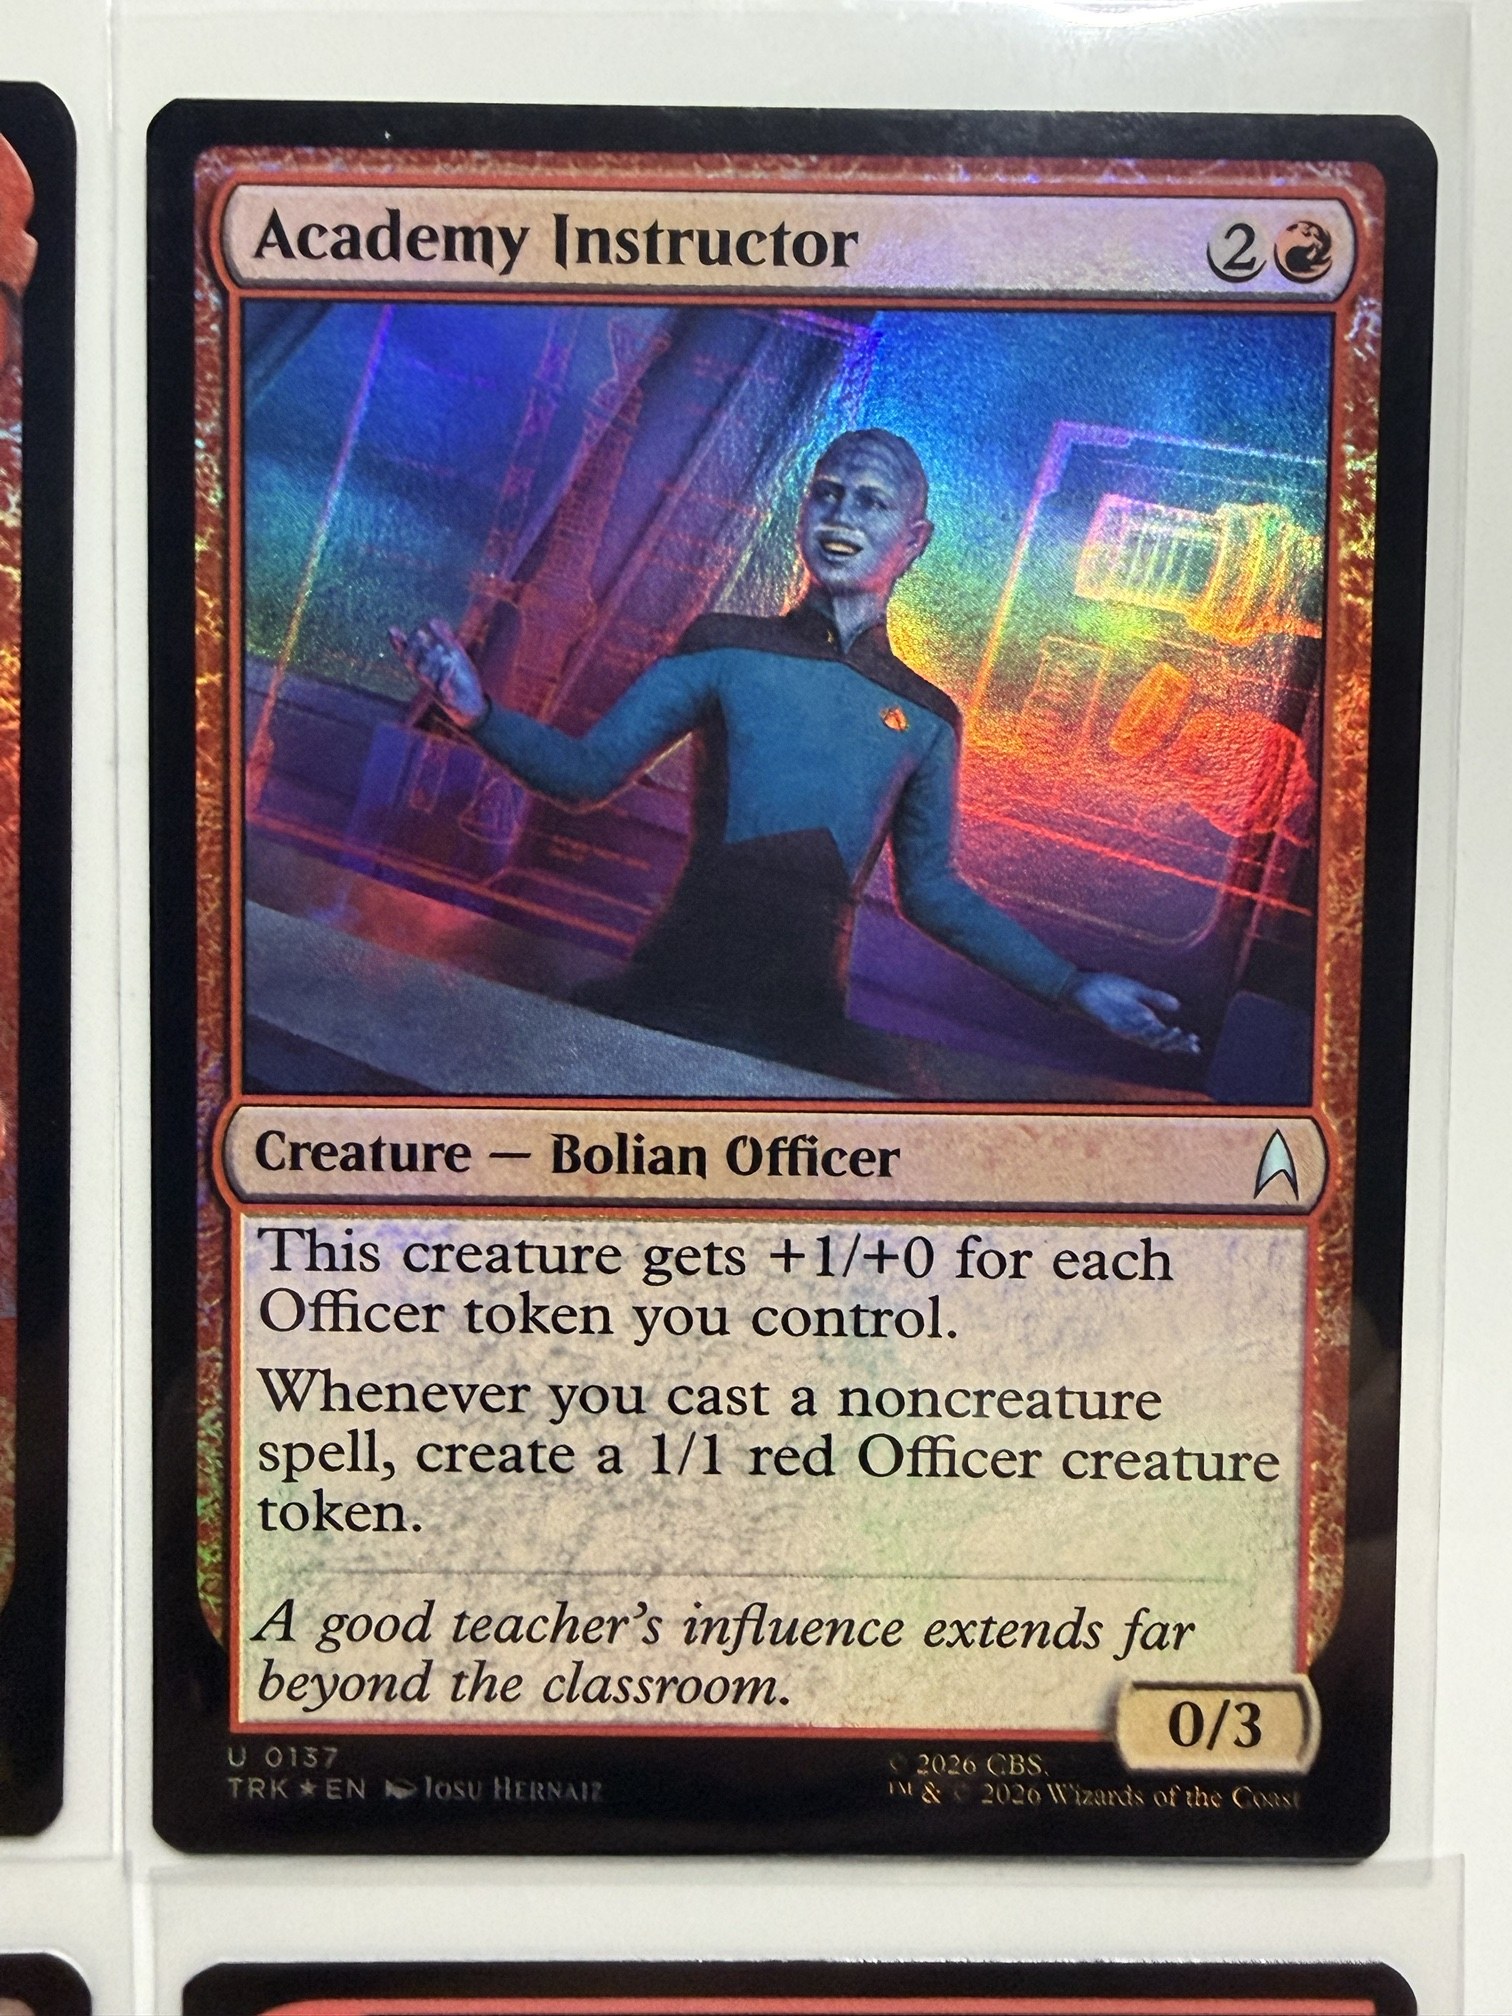 Academy Instructor 2
Creature — Bolian Officer
This creature gets +1/+0 for each
Officer token you control.
Whenever you cast a noncreature
spell, create a 1/1 red Officer creature
token.
A good teacher's influence extends far
beyond the classroom.
0/3
U 0137
TRK★EN Josu Hernaiz
© 2026 CBS.
™ & © 2026 Wizards of the Coast